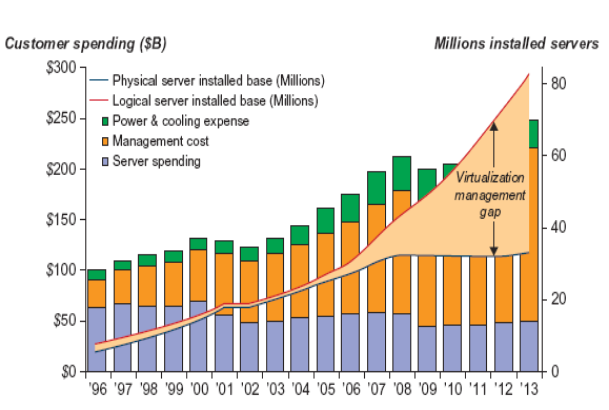 Customer spending ($B)
Millions installed servers
$300
$250
$200
$150
$100
$50
$0
Physical server installed base (Millions)
Logical server installed base (Millions)
Power & cooling expense
Management cost
Server spending
80
60
40
20
0
Virtualization
management
gap
'96 '97 '98 '99 '00 '01 '02 '03 '04 '05 '06 '07 '08 '09 '10 '11 '12 '13